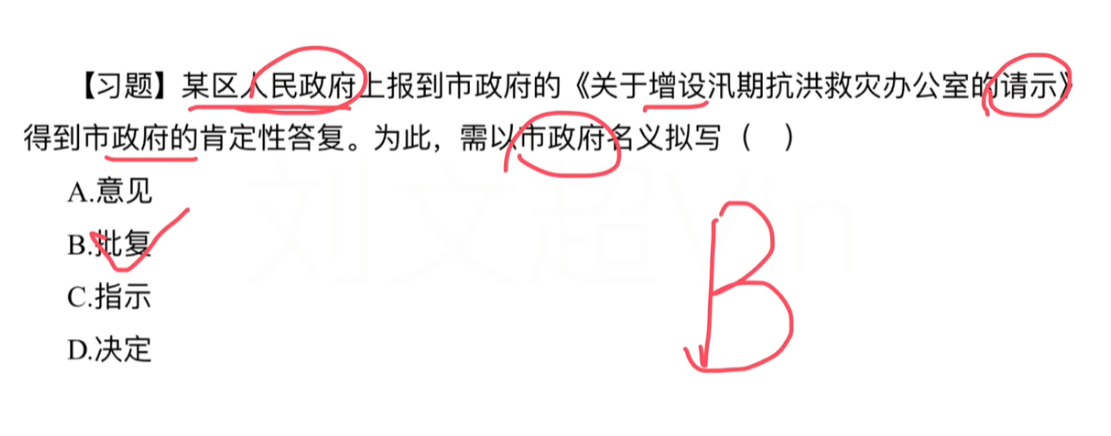 【习题】某区人民政府上报到市政府的《关于增设汛期抗洪救灾办公室的请示》
得到市政府的肯定性答复。为此，需以市政府名义拟写（　）
A.意见
B.批复
C.指示
D.决定
B
刘文超Vin